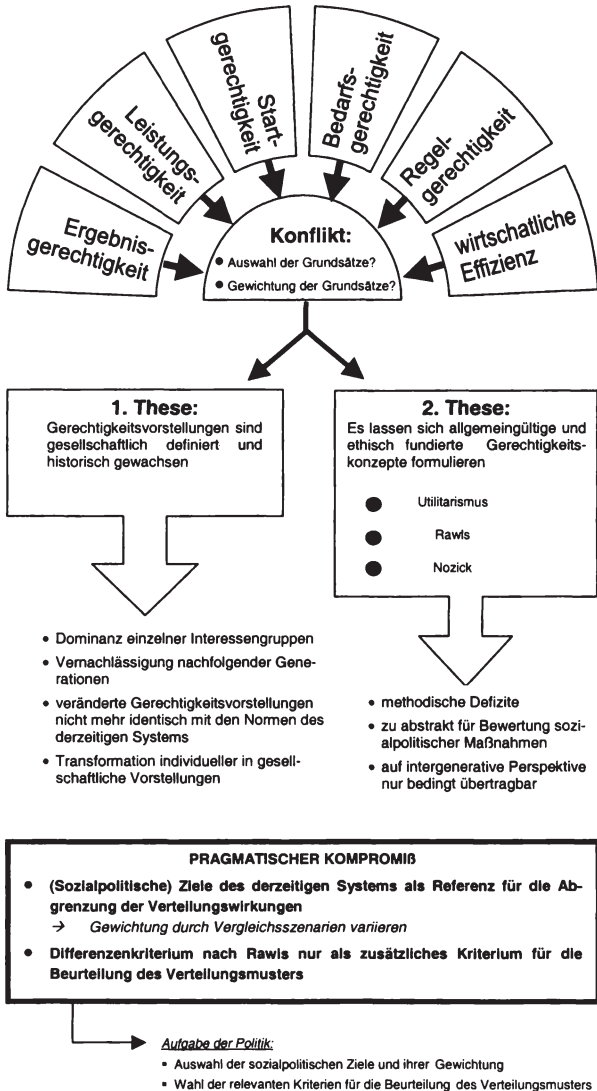 Ergebnis-
gerechtigkeit
Leistungs-
gerechtigkeit
Start-
gerechtigkeit
Bedarfs-
gerechtigkeit
Regel-
gerechtigkeit
wirtschatliche
Effizienz
Konflikt:
● Auswahl der Grundsätze?
● Gewichtung der Grundsätze?
1. These:
Gerechtigkeitsvorstellungen sind
gesellschaftlich definiert und
historisch gewachsen
2. These:
Es lassen sich allgemeingültige und
ethisch fundierte Gerechtigkeits-
konzepte formulieren
● Utilitarismus
● Rawls
● Nozick
• Dominanz einzelner Interessengruppen
• Vernachlässigung nachfolgender Gene-
rationen
• veränderte Gerechtigkeitsvorstellungen
nicht mehr identisch mit den Normen des
derzeitigen Systems
• Transformation individueller in gesell-
schaftliche Vorstellungen
• methodische Defizite
• zu abstrakt für Bewertung sozi-
alpolitischer Maßnahmen
• auf intergenerative Perspektive
nur bedingt übertragbar
PRAGMATISCHER KOMPROMIß
● (Sozialpolitische) Ziele des derzeitigen Systems als Referenz für die Ab-
grenzung der Verteilungswirkungen
→ Gewichtung durch Vergleichsszenarien variieren
● Differenzenkriterium nach Rawls nur als zusätzliches Kriterium für die
Beurteilung des Verteilungsmusters
Aufgabe der Politik:
▪ Auswahl der sozialpolitischen Ziele und ihrer Gewichtung
▪ Wahl der relevanten Kriterien für die Beurteilung des Verteilungsmusters